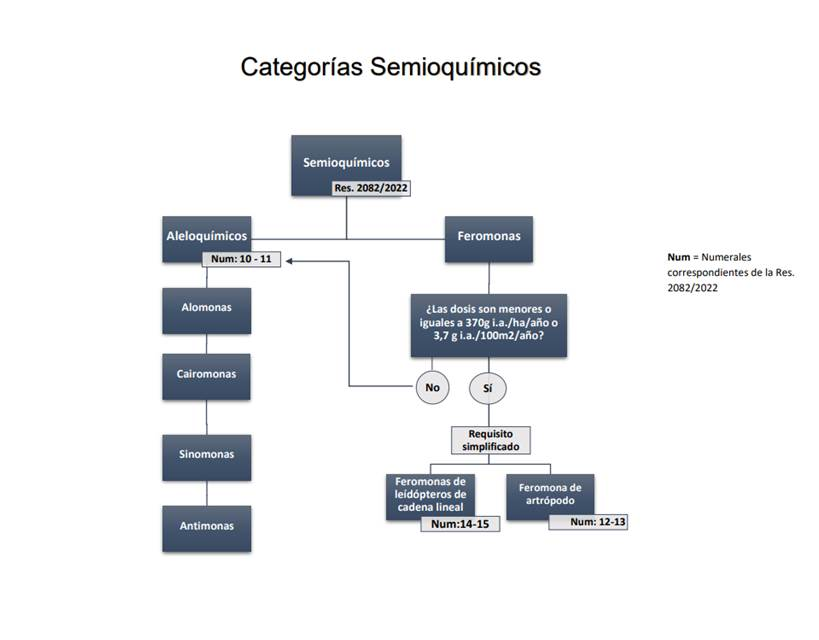 Categorías Semioquímicos
Semioquímicos
Res. 2082/2022
Aleloquímicos
Num: 10 - 11
Feromonas
Num = Numerales
correspondientes de la Res.
2082/2022
Alomonas
¿Las dosis son menores o
iguales a 370g i.a./ha/año o
3,7 g i.a./100m2/año?
Cairomonas
No
Sí
Sinomonas
Requisito
simplificado
Feromonas de
leídópteros de
cadena lineal
Num:14-15
Feromona de
artrópodo
Num: 12-13
Antimonas